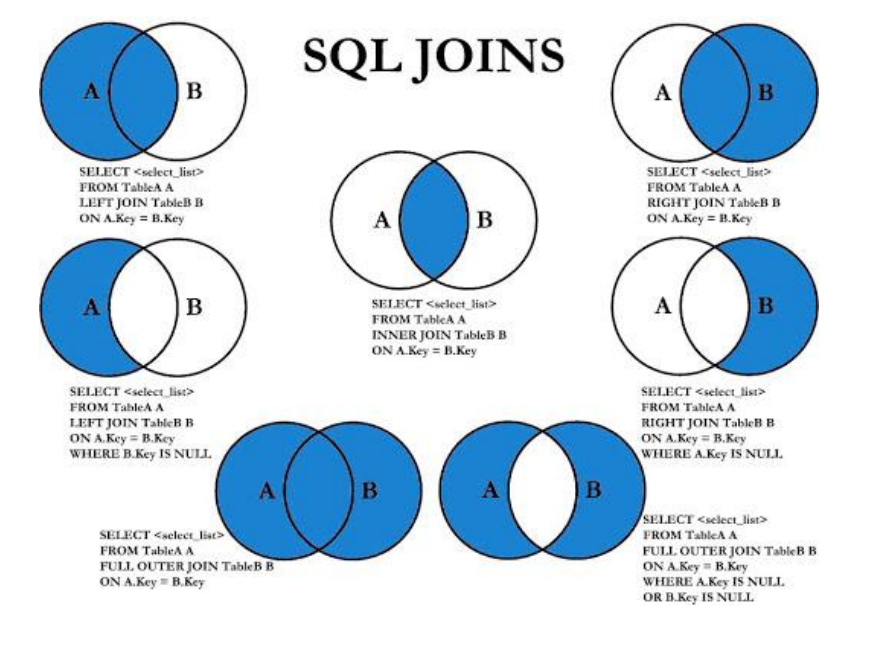 SQL JOINS
A B
SELECT <select_list>
FROM TableA A
LEFT JOIN TableB B
ON A.Key = B.Key
A B
SELECT <select_list>
FROM TableA A
RIGHT JOIN TableB B
ON A.Key = B.Key
A B
SELECT <select_list>
FROM TableA A
INNER JOIN TableB B
ON A.Key = B.Key
A B
SELECT <select_list>
FROM TableA A
LEFT JOIN TableB B
ON A.Key = B.Key
WHERE B.Key IS NULL
A B
SELECT <select_list>
FROM TableA A
RIGHT JOIN TableB B
ON A.Key = B.Key
WHERE A.Key IS NULL
A B
SELECT <select_list>
FROM TableA A
FULL OUTER JOIN TableB B
ON A.Key = B.Key
A B
SELECT <select_list>
FROM TableA A
FULL OUTER JOIN TableB B
ON A.Key = B.Key
WHERE A.Key IS NULL
OR B.Key IS NULL